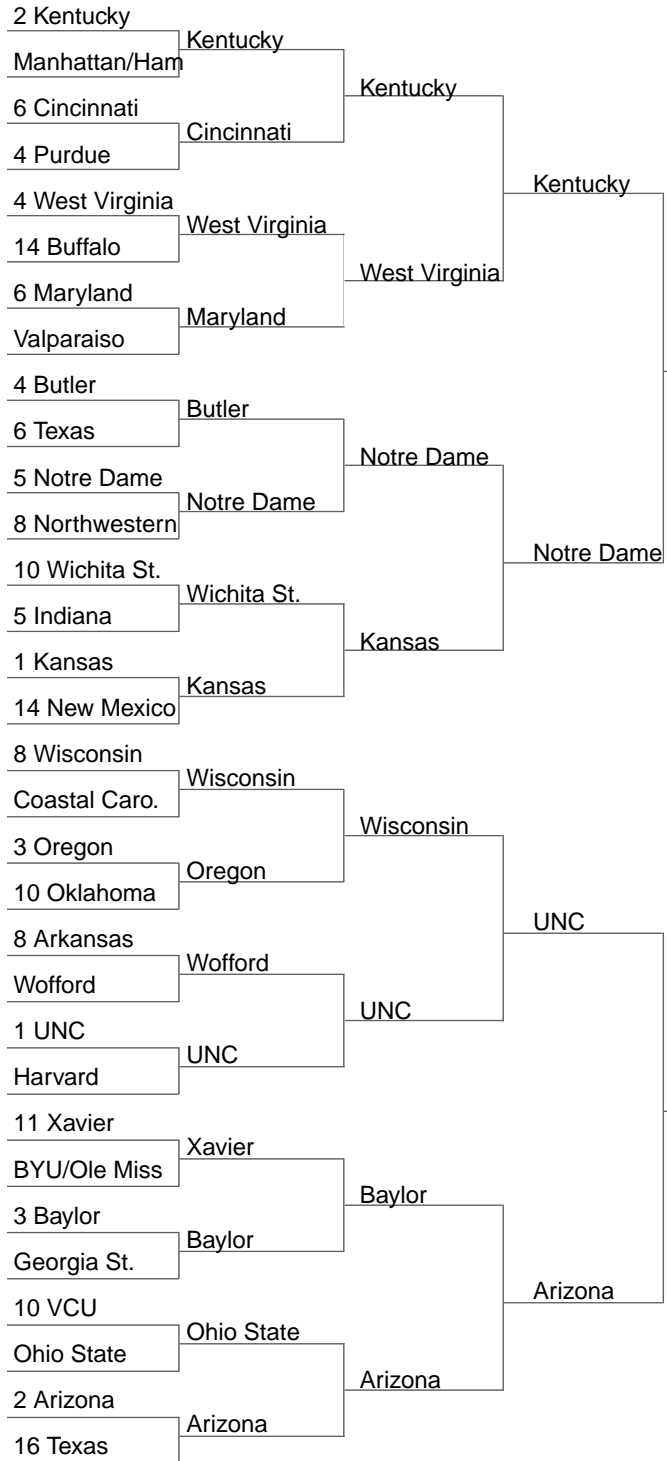 2 Kentucky
Manhattan/Ham
6 Cincinnati
4 Purdue
4 West Virginia
14 Buffalo
6 Maryland
Valparaiso
4 Butler
6 Texas
5 Notre Dame
8 Northwestern
10 Wichita St.
5 Indiana
1 Kansas
14 New Mexico
8 Wisconsin
Coastal Caro.
3 Oregon
10 Oklahoma
8 Arkansas
Wofford
1 UNC
Harvard
11 Xavier
BYU/Ole Miss
3 Baylor
Georgia St.
10 VCU
Ohio State
2 Arizona
16 Texas
Kentucky
Cincinnati
West Virginia
Maryland
Butler
Notre Dame
Wichita St.
Kansas
Wisconsin
Oregon
Wofford
UNC
Xavier
Baylor
Ohio State
Arizona
Kentucky
West Virginia
Notre Dame
Kansas
Wisconsin
UNC
Baylor
Arizona
Kentucky
Notre Dame
UNC
Arizona